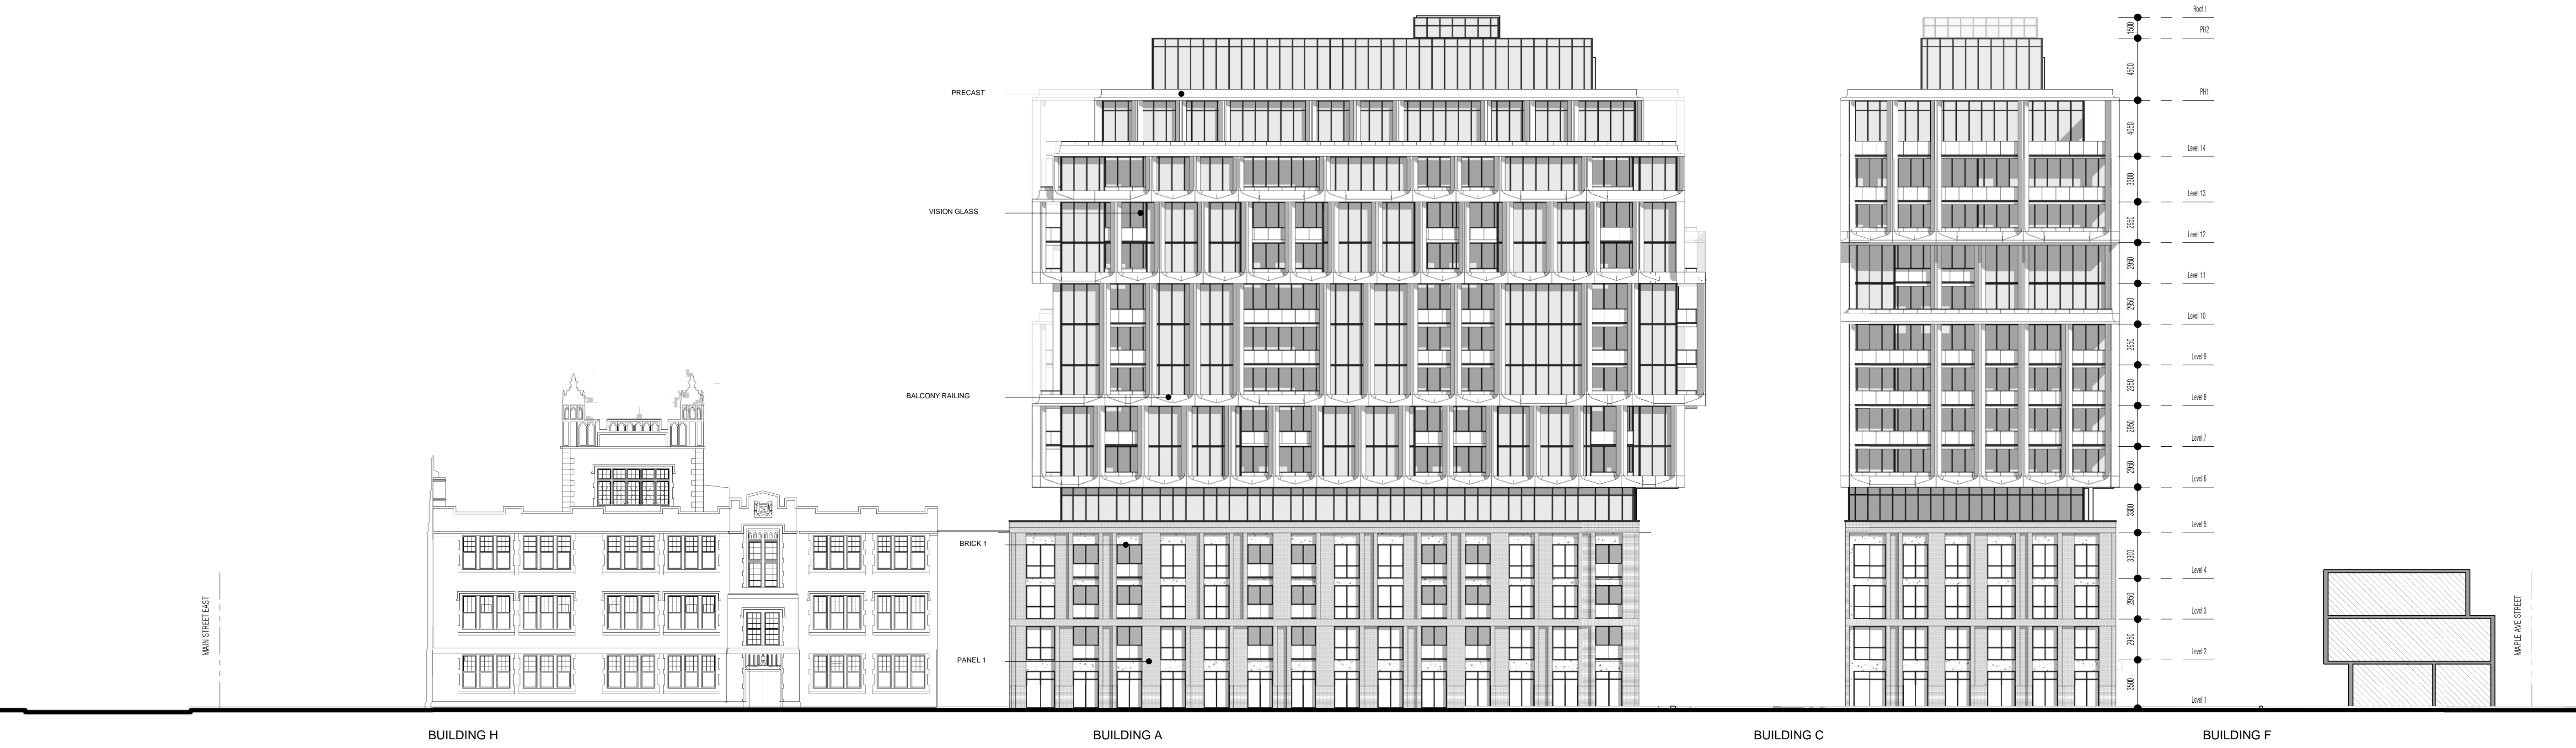 Roof 1
1500
PH2
4500
PRECAST
PH1
4050
Level 14
3300
Level 13
VISION GLASS
2950
Level 12
2950
Level 11
2950
Level 10
2950
Level 9
2950
BALCONY RAILING
Level 8
2950
Level 7
2950
Level 6
3300
Level 5
BRICK 1
3300
Level 4
2950
Level 3
MAIN STREET EAST
MAPLE AVE STREET
2950
PANEL 1
Level 2
3500
Level 1
BUILDING H
BUILDING A
BUILDING C
BUILDING F